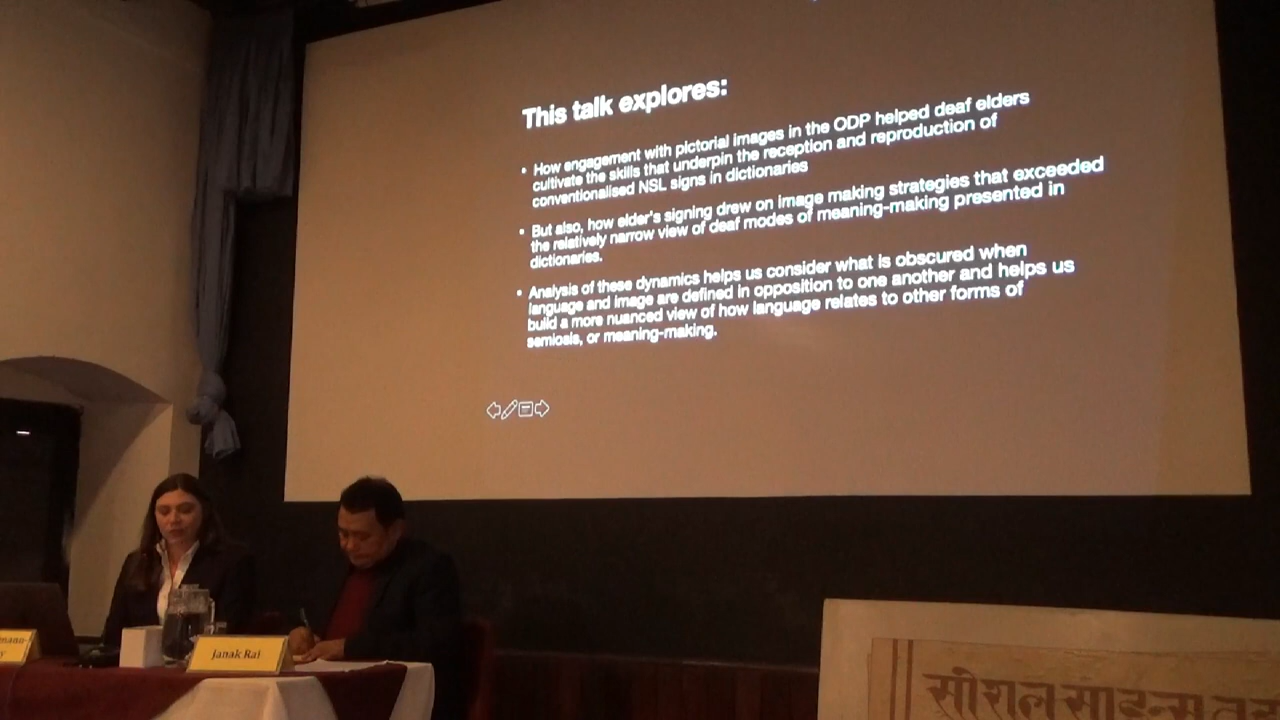 This talk explores:
• How engagement with pictorial images in the ODP helped deaf elders
cultivate the skills that underpin the reception and reproduction of
conventionalised NSL signs in dictionaries
• But also, how elder's signing drew on image making strategies that exceeded
the relatively narrow view of deaf modes of meaning-making presented in
dictionaries.
• Analysis of these dynamics helps us consider what is obscured when
language and image are defined in opposition to one another and helps us
build a more nuanced view of how language relates to other forms of
semiosis, or meaning-making.
Janak Rai
सोशल साइन्स